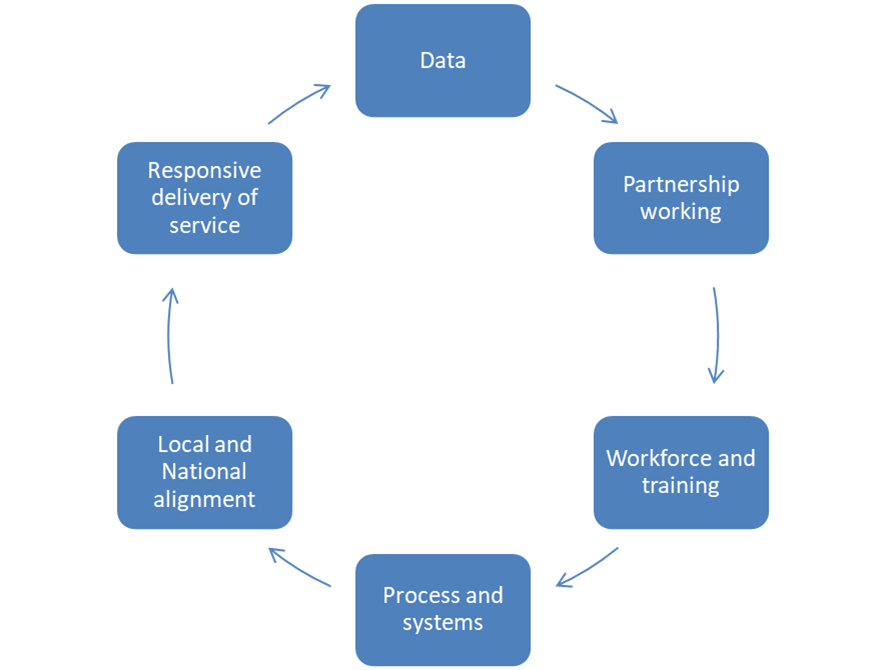 Data
Partnership
working
Workforce and
training
Process and
systems
Local and
National
alignment
Responsive
delivery of
service